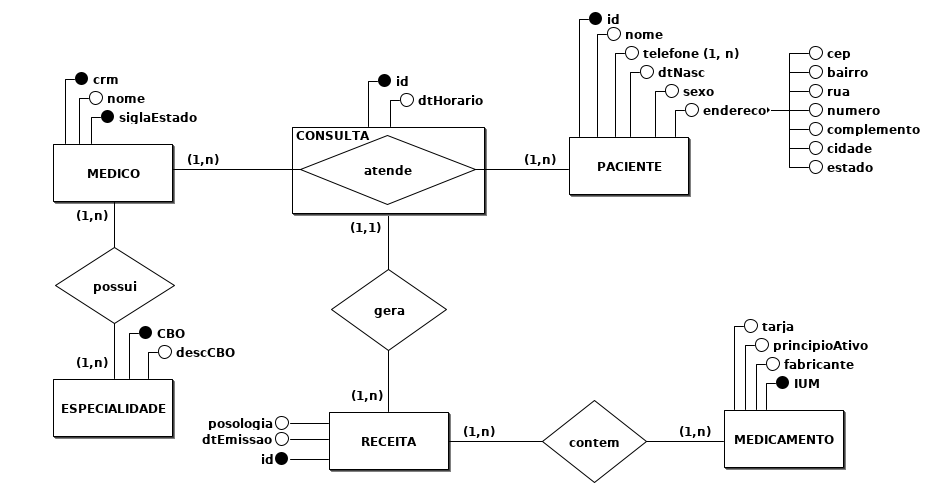 id
nome
telefone (1, n)
dtNasc
sexo
endereco
cep
bairro
rua
numero
complemento
cidade
estado
crm
nome
siglaEstado
id
dtHorario
CONSULTA
MEDICO
(1,n)
atende
(1,n)
PACIENTE
(1,n)
(1,1)
possui
gera
(1,n)
CBO
descCBO
ESPECIALIDADE
(1,n)
tarja
principioAtivo
fabricante
IUM
posologia
dtEmissao
id
RECEITA
(1,n)
contem
(1,n)
MEDICAMENTO